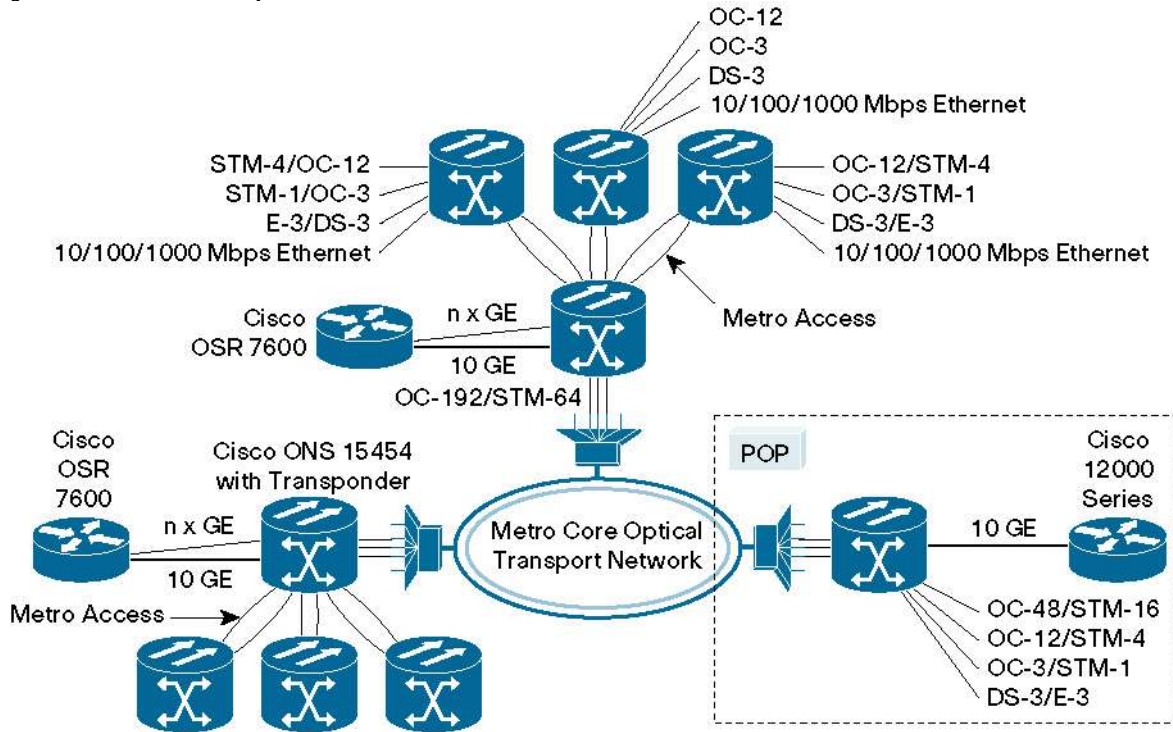 OC-12
OC-3
DS-3
10/100/1000 Mbps Ethernet
STM-4/OC-12
STM-1/OC-3
E-3/DS-3
10/100/1000 Mbps Ethernet
OC-12/STM-4
OC-3/STM-1
DS-3/E-3
10/100/1000 Mbps Ethernet
Metro Access
Cisco
OSR 7600
n x GE
10 GE
OC-192/STM-64
Cisco
OSR
7600
Cisco ONS 15454
with Transponder
n x GE
10 GE
Metro Access
Metro Core Optical
Transport Network
POP
Cisco
12000
Series
10 GE
OC-48/STM-16
OC-12/STM-4
OC-3/STM-1
DS-3/E-3